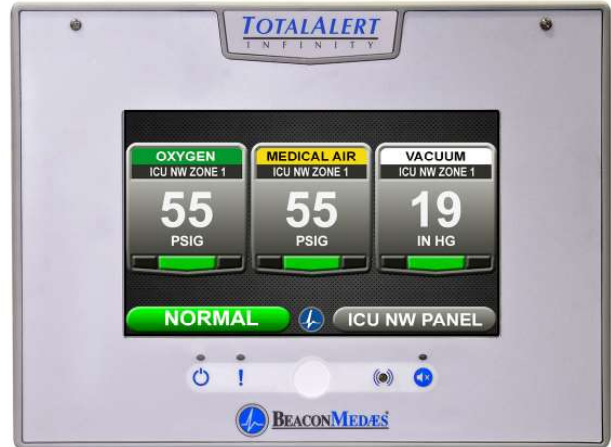 TOTALALERT
INFINITY
OXYGEN
ICU NW ZONE 1
55
PSIG
MEDICAL AIR
ICU NW ZONE 1
55
PSIG
VACUUM
ICU NW ZONE 1
19
IN HG
NORMAL
ICU NW PANEL
!
BEACONMEDÆS